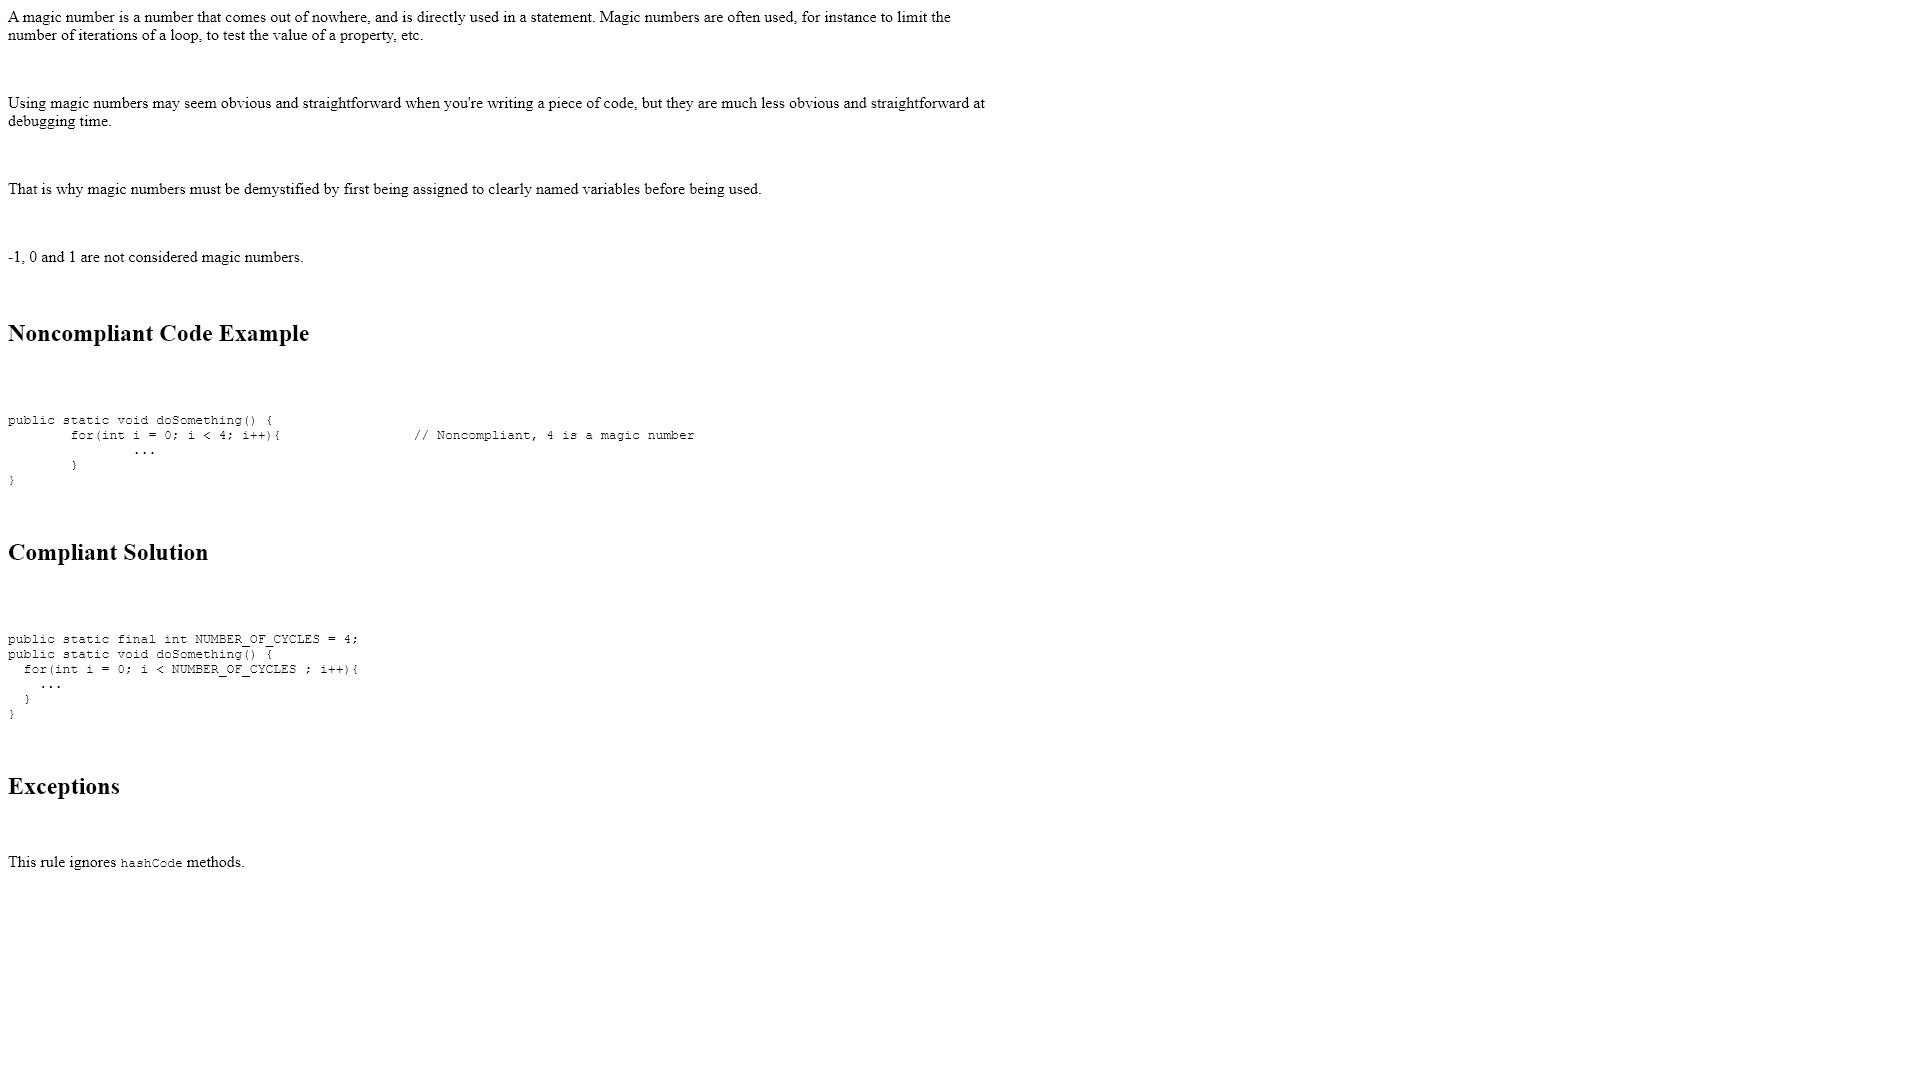 A magic number is a number that comes out of nowhere, and is directly used in a statement. Magic numbers are often used, for instance to limit the
number of iterations of a loop, to test the value of a property, etc.
Using magic numbers may seem obvious and straightforward when you're writing a piece of code, but they are much less obvious and straightforward at
debugging time.
That is why magic numbers must be demystified by first being assigned to clearly named variables before being used.
-1, 0 and 1 are not considered magic numbers.
Noncompliant Code Example
public static void doSomething() {
        for(int i = 0; i < 4; i++){                 // Noncompliant, 4 is a magic number
                ...
        }
}
Compliant Solution
public static final int NUMBER_OF_CYCLES = 4;
public static void doSomething() {
  for(int i = 0; i < NUMBER_OF_CYCLES ; i++){
    ...
  }
}
Exceptions
This rule ignores hashCode methods.